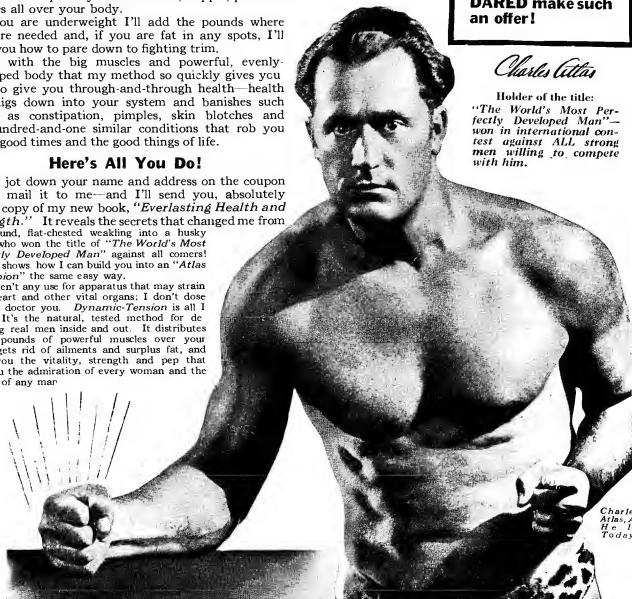 s all over your body.
ou are underweight I'll add the pounds where
re needed and, if you are fat in any spots, I'll
you how to pare down to fighting trim.
with the big muscles and powerful, evenly-
ped body that my method so quickly gives you
o give you through-and-through health—health
igs down into your system and banishes such
as constipation, pimples, skin blotches and
undred-and-one similar conditions that rob you
good times and the good things of life.
Here's All You Do!
jot down your name and address on the coupon
mail it to me—and I'll send you, absolutely
copy of my new book, "Everlasting Health and
gth." It reveals the secrets that changed me from
und, flat-chested weakling into a husky
who won the title of "The World's Most
ly Developed Man" against all comers!
shows how I can build you into an "Atlas
pion" the same easy way.
en't any use for apparatus that may strain
eart and other vital organs; I don't dose
doctor you. Dynamic-Tension is all I
It's the natural, tested method for de
g real men inside and out. It distributes
pounds of powerful muscles over your
gets rid of ailments and surplus fat, and
ou the vitality, strength and pep that
u the admiration of every woman and the
of any mar
DARED make such
an offer!
Charles Atlas
Holder of the title:
"The World's Most Per-
fectly Developed Man"—
won in international con-
test against ALL strong
men willing to compete
with him.
Charle
Atlas, A
He l
Today